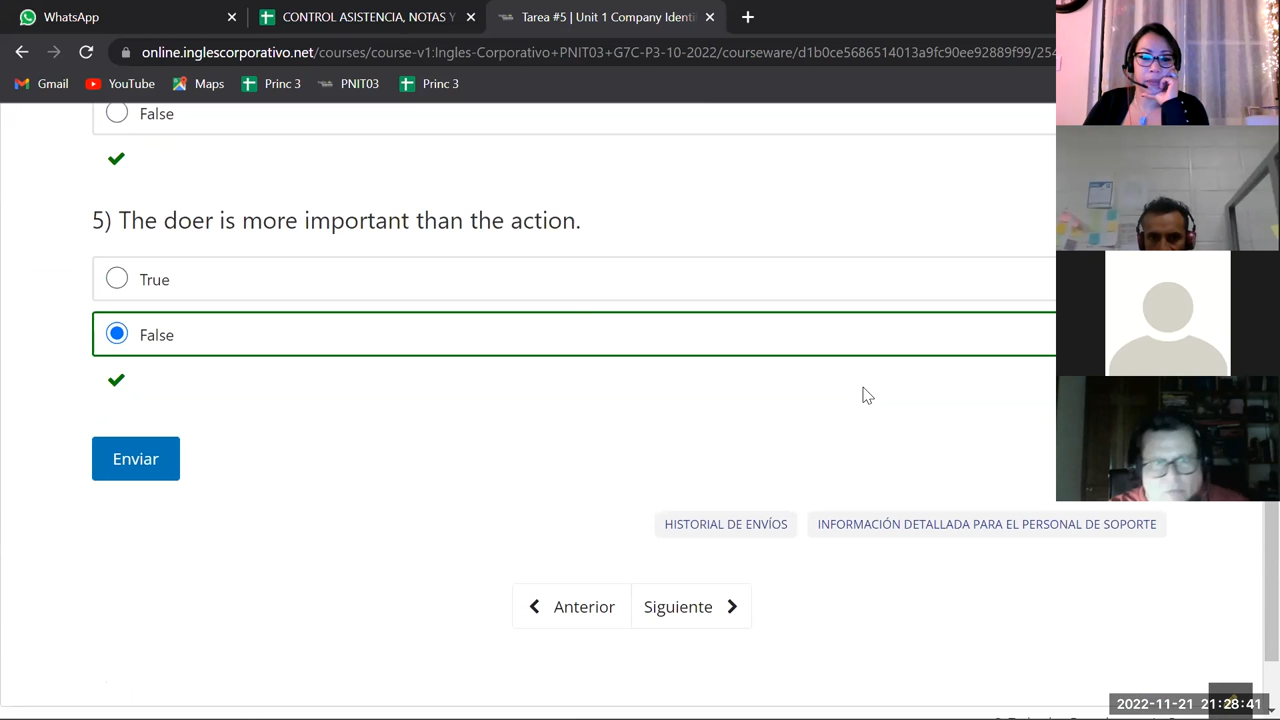 WhatsApp
CONTROL ASISTENCIA, NOTAS Y
Tarea #5 | Unit 1 Company Identi
online.inglescorporativo.net/courses/course-v1:Ingles-Corporativo+PNIT03+G7C-P3-10-2022/courseware/d1b0ce5686514013a9fc90ee92889f99/254
Gmail
YouTube
Maps
Princ 3
PNIT03
Princ
False
5) The doer is more important than the action.
True
False
Enviar
HISTORIAL DE ENVÍOS
INFORMACIÓN DETALLADA PARA EL PERSONAL DE SOPORTE
Anterior
Siguiente
2022-11-21 21:28:41